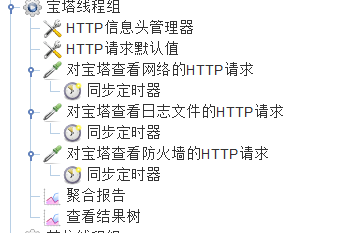 宝塔线程组
HTTP信息头管理器
HTTP请求默认值
对宝塔查看网络的HTTP请求
同步定时器
对宝塔查看日志文件的HTTP请求
同步定时器
对宝塔查看防火墙的HTTP请求
同步定时器
聚合报告
查看结果树